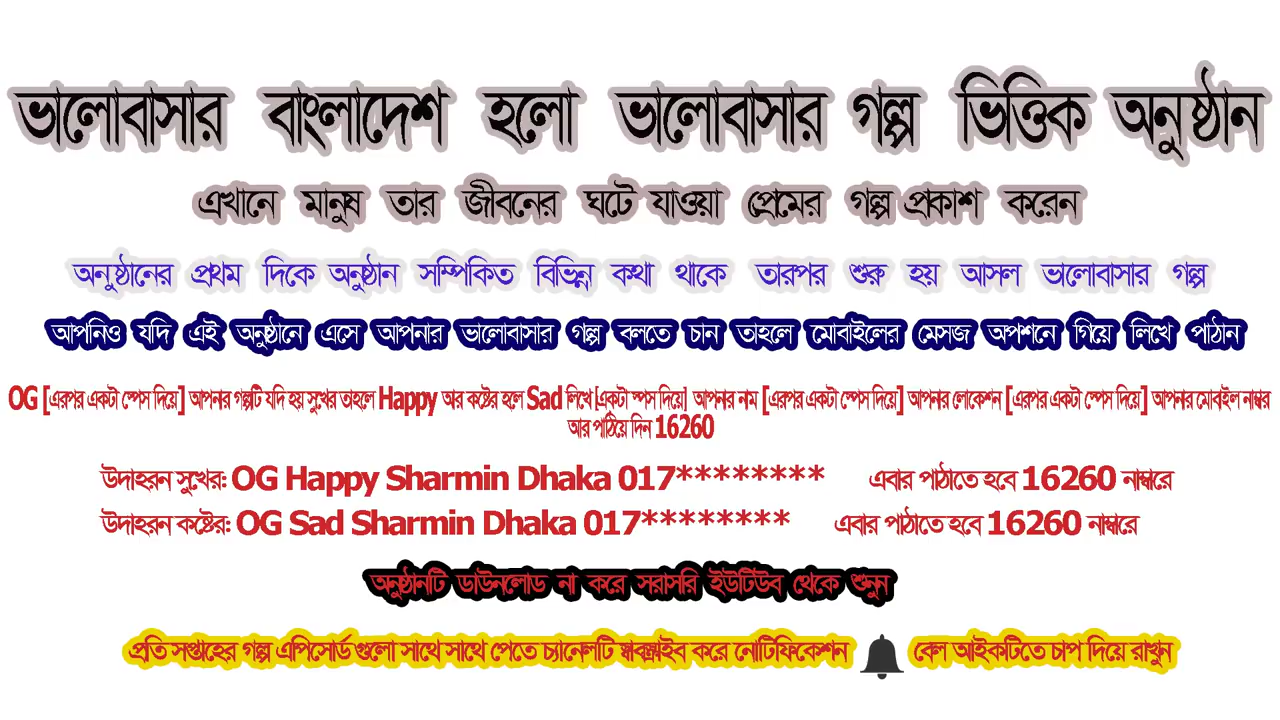 ভালোবাসার বাংলাদেশ হলো ভালোবাসার গল্প ভিত্তিক অনুষ্ঠান
এখানে মানুষ তার জীবনের ঘটে যাওয়া প্রেমের গল্প প্রকাশ করেন
অনুষ্ঠানের প্রথম দিকে অনুষ্ঠান সম্পিকিত বিভিন্ন কথা থাকে তারপর শুরু হয় আসল ভালোবাসার গল্প
আপনিও যদি এই অনুষ্ঠানে এসে আপনার ভালোবাসার গল্প বলতে চান তাহলে মোবাইলের মেসজ অপশনে গিয়ে লিখে পাঠান
OG [এরপর একটা স্পেস দিয়ে] আপনার গল্পটি যদি হয় সুখের তাহলে Happy আর কষ্টের হলে Sad লিখে [একটা স্পস দিয়ে] আপনার নাম [এরপর একটা স্পেস দিয়ে] আপনার লোকেশন [এরপর একটা স্পেস দিয়ে] আপনার মোবাইল নাম্বর
আর পাঠিয়ে দিন 16260
উদাহরন সুখের: OG Happy Sharmin Dhaka 017******** এবার পাঠাতে হবে 16260 নাম্বারে
উদাহরন কষ্টের: OG Sad Sharmin Dhaka 017******** এবার পাঠাতে হবে 16260 নাম্বারে
অনুষ্ঠানটি ডাউনলোড না করে সরাসরি ইউটিউব থেকে শুনুন
প্রতি সপ্তাহের গল্প এপিসোর্ড গুলো সাথে সাথে পেতে চ্যানেলটি স্বাবস্ক্রাইব করে নোটিফিকেশন বেল আইকটিতে চাপ দিয়ে রাখুন